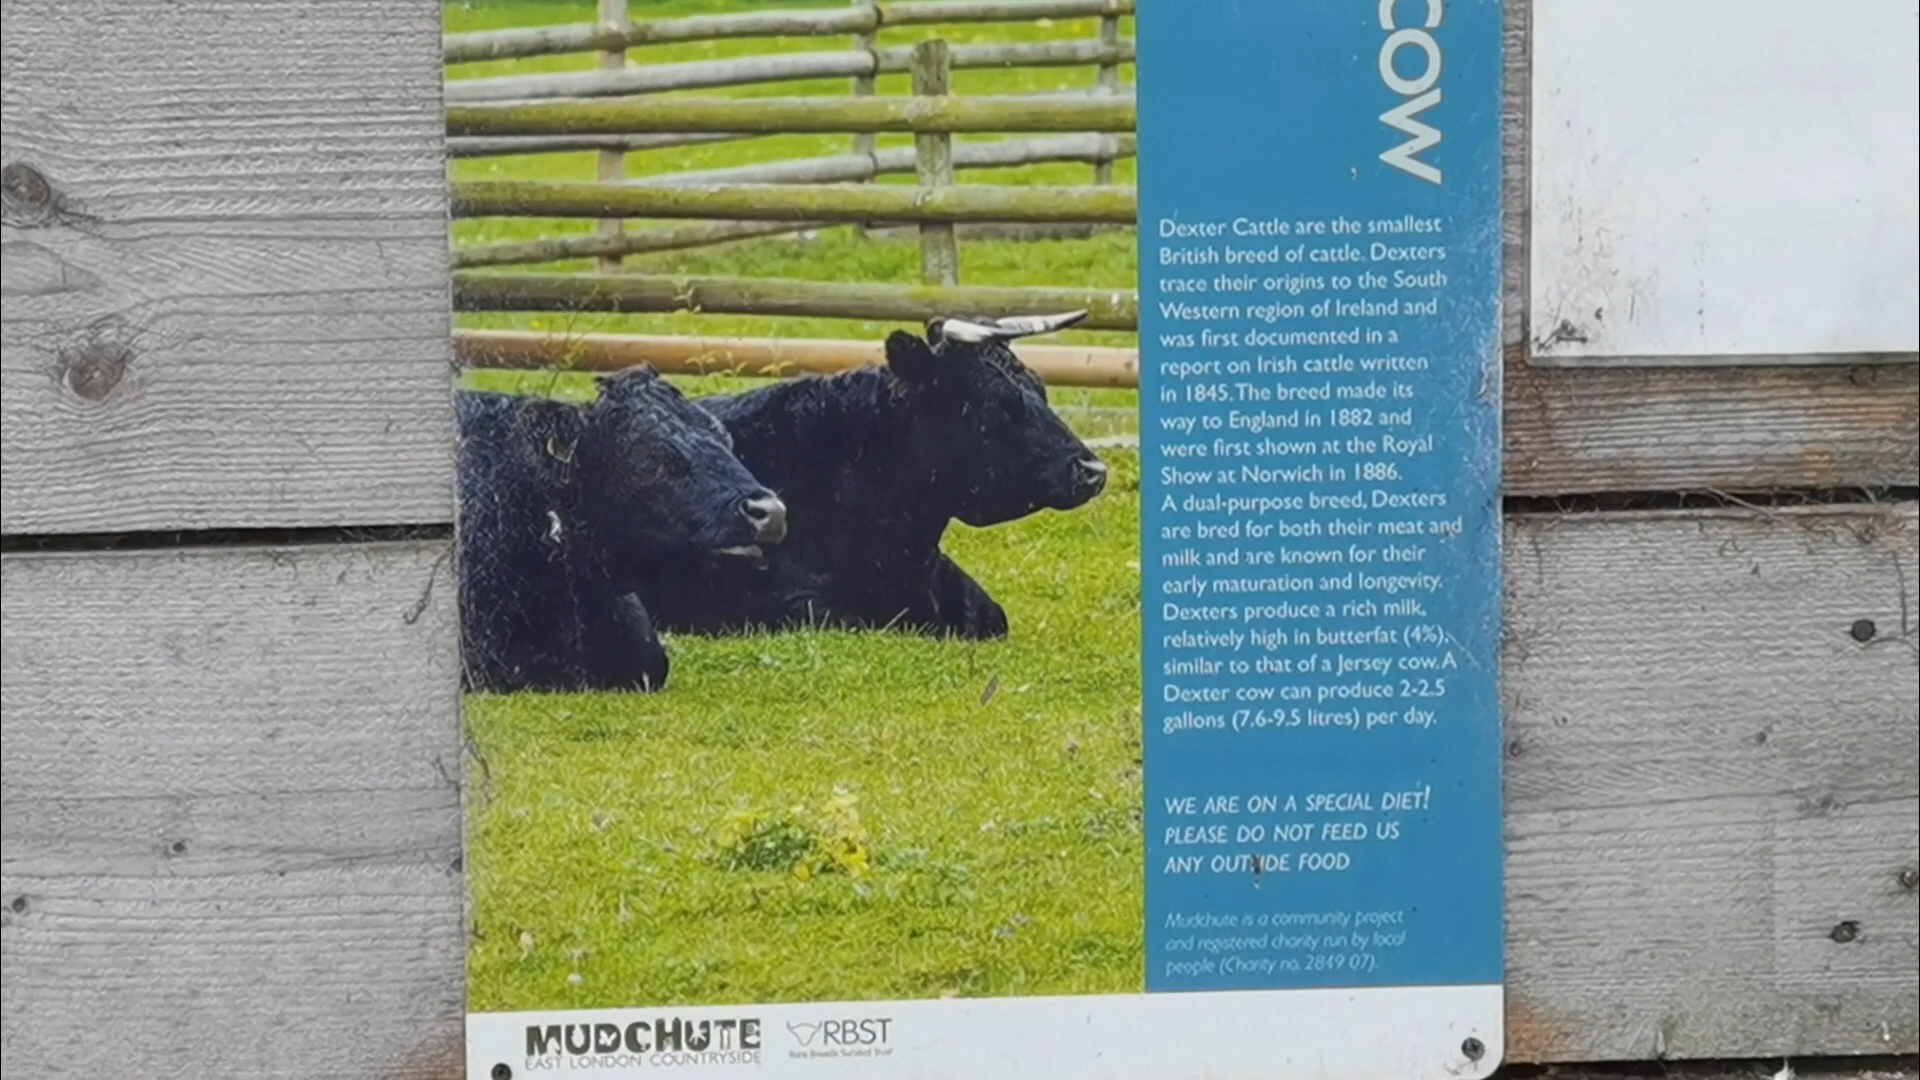 COW
Dexter Cattle are the smallest
British breed of cattle. Dexters
trace their origins to the South
Western region of Ireland and
was first documented in a
report on Irish cattle written
in 1845. The breed made its
way to England in 1882 and
were first shown at the Royal
Show at Norwich in 1886.
A dual-purpose breed, Dexters
are bred for both their meat and
milk and are known for their
early maturation and longevity.
Dexters produce a rich milk,
relatively high in butterfat (4%),
similar to that of a Jersey cow. A
Dexter cow can produce 2-2.5
gallons (7.6-9.5 litres) per day.
WE ARE ON A SPECIAL DIET!
PLEASE DO NOT FEED US
ANY OUTSIDE FOOD
Mudchute is a community project
and registered charity run by local
people (Charity no. 2849 07).
MUDCHUTE
EAST LONDON COUNTRYSIDE
RBST
Rare Breeds Survival Trust